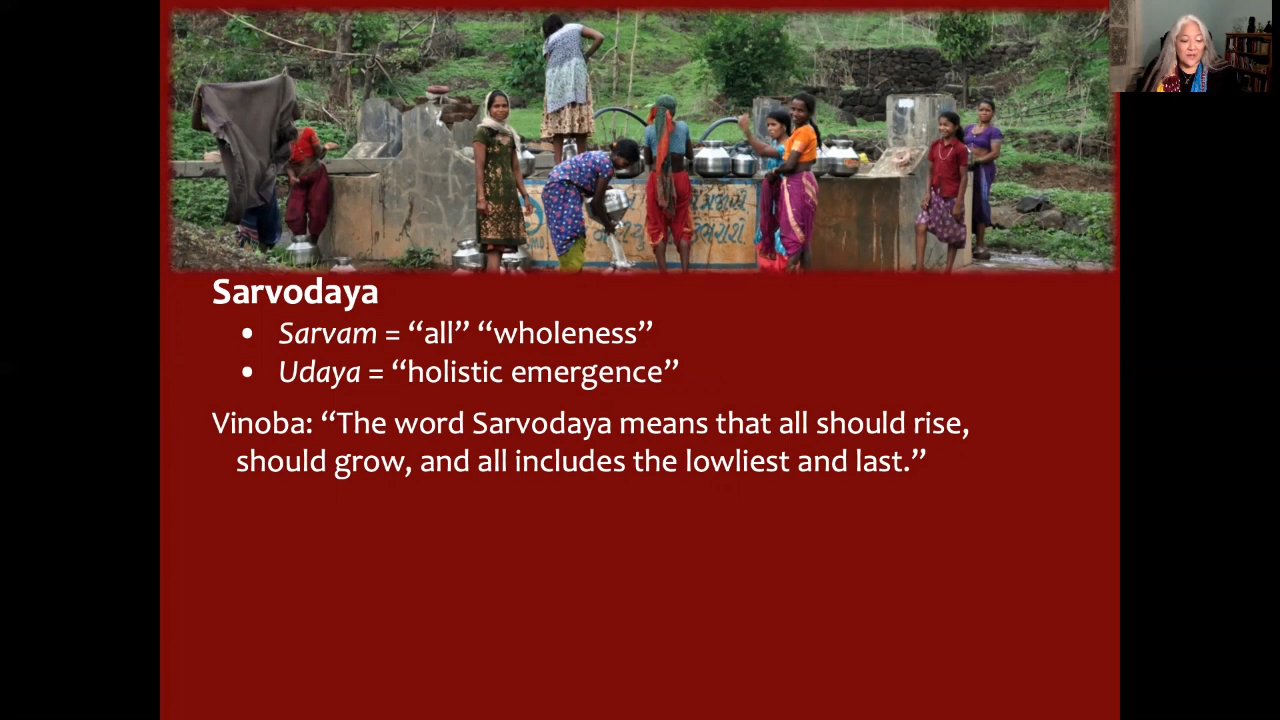 Sarvodaya
• Sarvam = “all” “wholeness”
• Udaya = “holistic emergence”
Vinoba: “The word Sarvodaya means that all should rise,
should grow, and all includes the lowliest and last.”